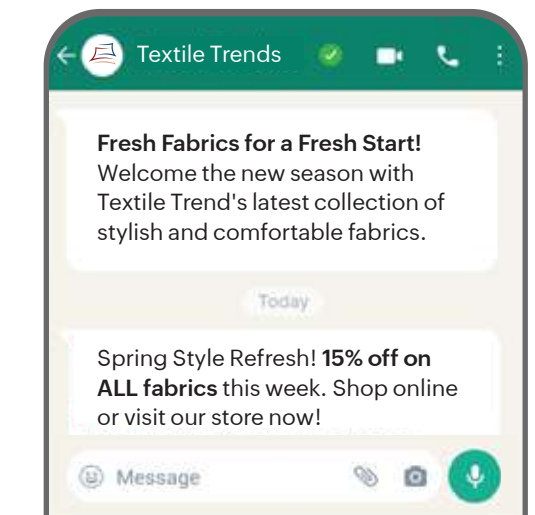 Textile Trends
Fresh Fabrics for a Fresh Start!
Welcome the new season with
Textile Trend's latest collection of
stylish and comfortable fabrics.
Today
Spring Style Refresh! 15% off on
ALL fabrics this week. Shop online
or visit our store now!
Message